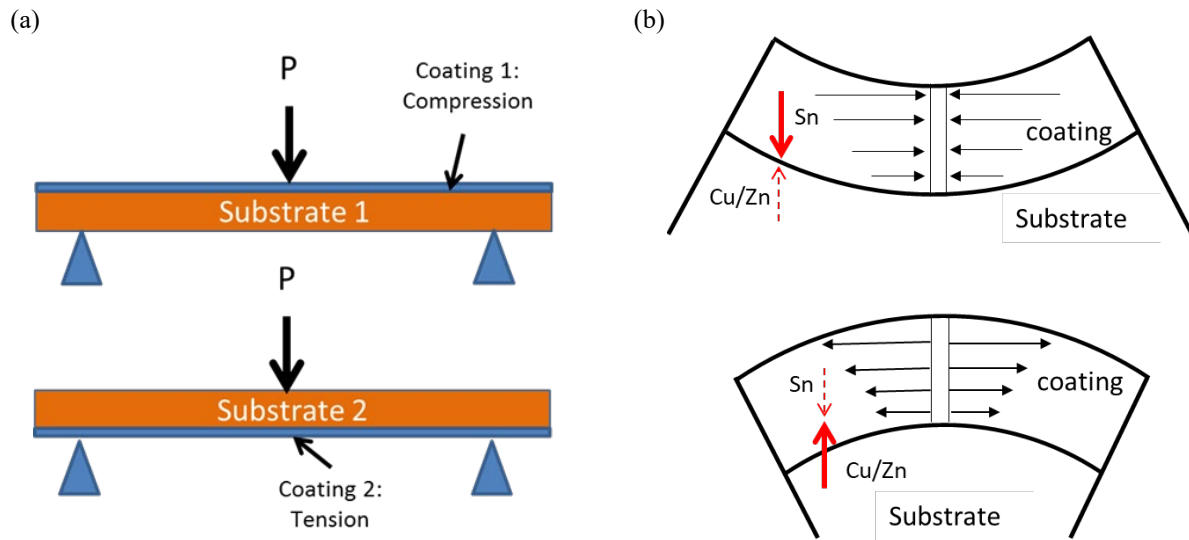 (a)
P
Coating 1:
Compression
Substrate 1
P
Substrate 2
Coating 2:
Tension
(b)
Sn
coating
Cu/Zn
Substrate
Sn
coating
Cu/Zn
Substrate